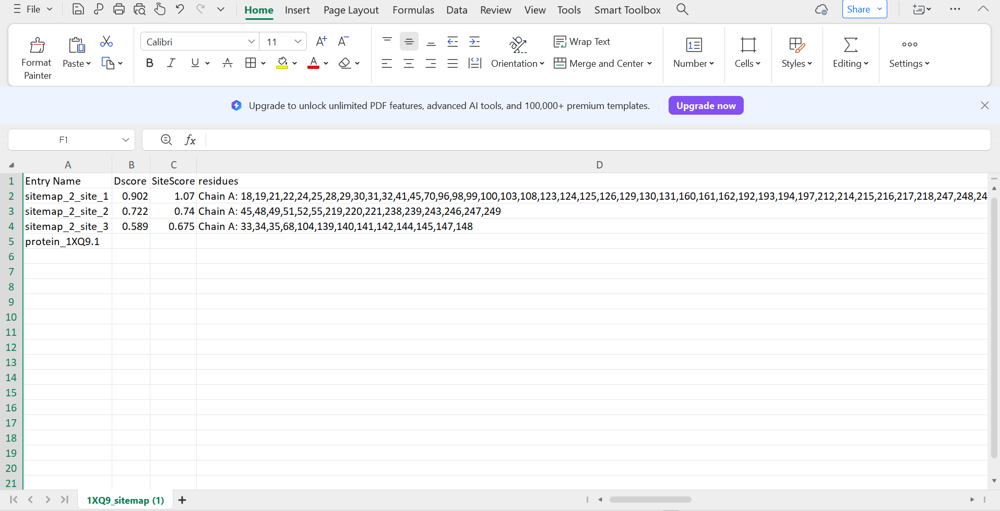 File
Home Insert Page Layout Formulas Data Review View Tools Smart Toolbox
Share
Format Painter
Paste
Calibri
11
A+ A-
B I U A A
Orientation
Wrap Text
Merge and Center
Number
Cells
Styles
Editing
Settings
Upgrade to unlock unlimited PDF features, advanced AI tools, and 100,000+ premium templates.
Upgrade now
F1
fx
A B C D
1 Entry Name Dscore SiteScore residues
2 sitemap_2_site_1 0.902 1.07 Chain A: 18,19,21,22,24,25,28,29,30,31,32,41,45,70,96,98,99,100,103,108,123,124,125,126,129,130,131,160,161,162,192,193,194,197,212,214,215,216,217,218,247,248,24
3 sitemap_2_site_2 0.722 0.74 Chain A: 45,48,49,51,52,55,219,220,221,238,239,243,246,247,249
4 sitemap_2_site_3 0.589 0.675 Chain A: 33,34,35,68,104,139,140,141,142,144,145,147,148
5 protein_1XQ9.1
6
7
8
9
10
11
12
13
14
15
16
17
18
19
20
21
1XQ9_sitemap (1)